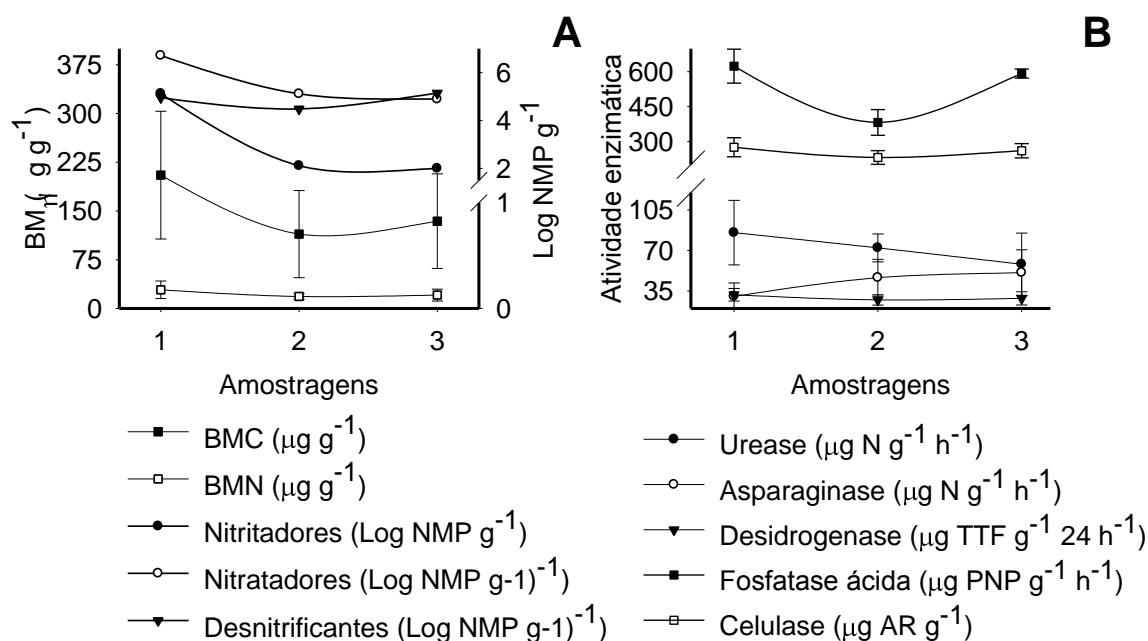 A
B
375
300
225
150
75
0
BM ( g g-1)
η
6
4
2
1
0
Log NMP g-1
1 2 3
Amostragens
600
450
300
105
70
35
Atividade enzimática
1 2 3
Amostragens
BMC (μg g-1)
BMN (μg g-1)
Nitritadores (Log NMP g-1)
Nitratadores (Log NMP g-1)-1
Desnitrificantes (Log NMP g-1)-1
Urease (μg N g-1 h-1)
Asparaginase (μg N g-1 h-1)
Desidrogenase (μg TTF g-1 24 h-1)
Fosfatase ácida (μg PNP g-1 h-1)
Celulase (μg AR g-1)